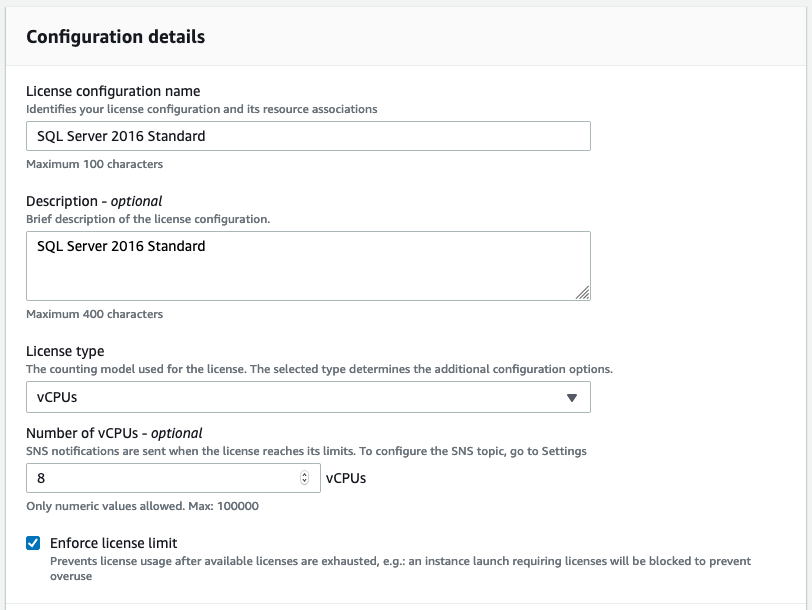 Configuration details
License configuration name
Identifies your license configuration and its resource associations
SQL Server 2016 Standard
Maximum 100 characters
Description - optional
Brief description of the license configuration.
SQL Server 2016 Standard
Maximum 400 characters
License type
The counting model used for the license. The selected type determines the additional configuration options.
vCPUs
Number of vCPUs - optional
SNS notifications are sent when the license reaches its limits. To configure the SNS topic, go to Settings
8 vCPUs
Only numeric values allowed. Max: 100000
Enforce license limit
Prevents license usage after available licenses are exhausted, e.g.: an instance launch requiring licenses will be blocked to prevent
overuse